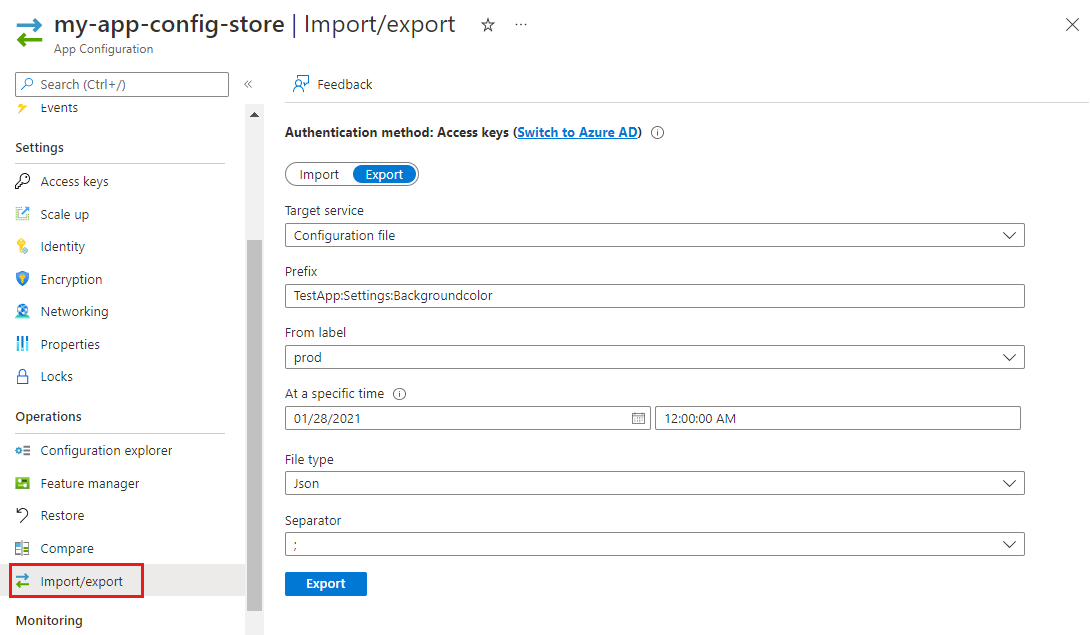 my-app-config-store | Import/export
App Configuration
Search (Ctrl+/)
Events
Settings
Access keys
Scale up
Identity
Encryption
Networking
Properties
Locks
Operations
Configuration explorer
Feature manager
Restore
Compare
Import/export
Monitoring
Feedback
Authentication method: Access keys (Switch to Azure AD)
Import Export
Target service
Configuration file
Prefix
TestApp:Settings:Backgroundcolor
From label
prod
At a specific time
01/28/2021 12:00:00 AM
File type
Json
Separator
;
Export